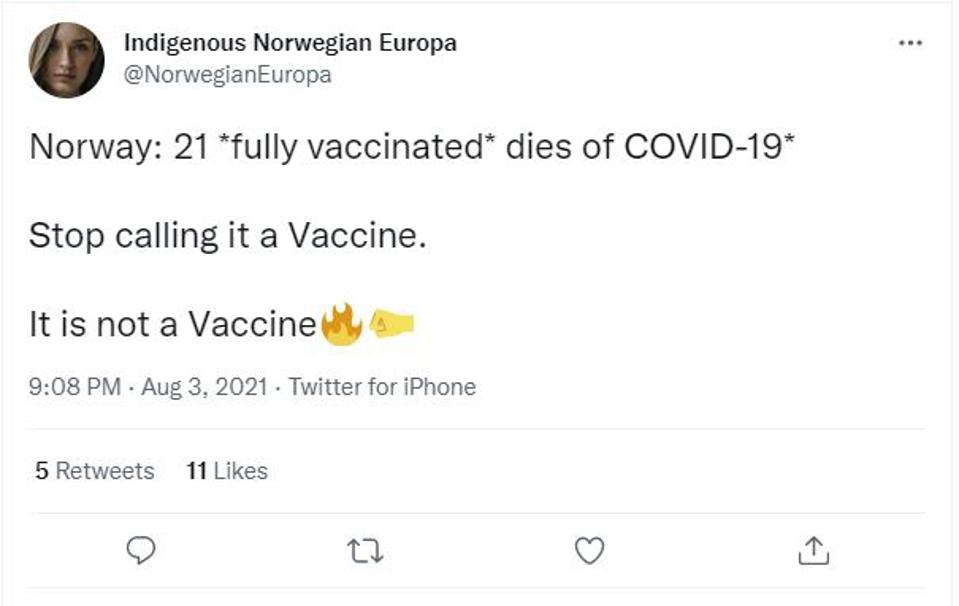 Indigenous Norwegian Europa
@NorwegianEuropa
Norway: 21 *fully vaccinated* dies of COVID-19*
Stop calling it a Vaccine.
It is not a Vaccine🔥🤛
9:08 PM · Aug 3, 2021 · Twitter for iPhone
5 Retweets 11 Likes